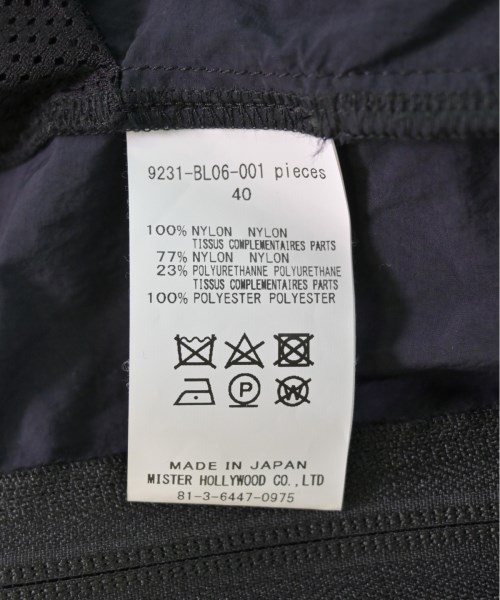 9231-BL06-001 pieces
40
100% NYLON NYLON
TISSUS COMPLEMENTAIRES PARTS
77% NYLON NYLON
23% POLYURETHANNE POLYURETHANE
TISSUS COMPLEMENTAIRES PARTS
100% POLYESTER POLYESTER
P W
MADE IN JAPAN
MISTER HOLLYWOOD CO.,LTD
81-3-6447-0975